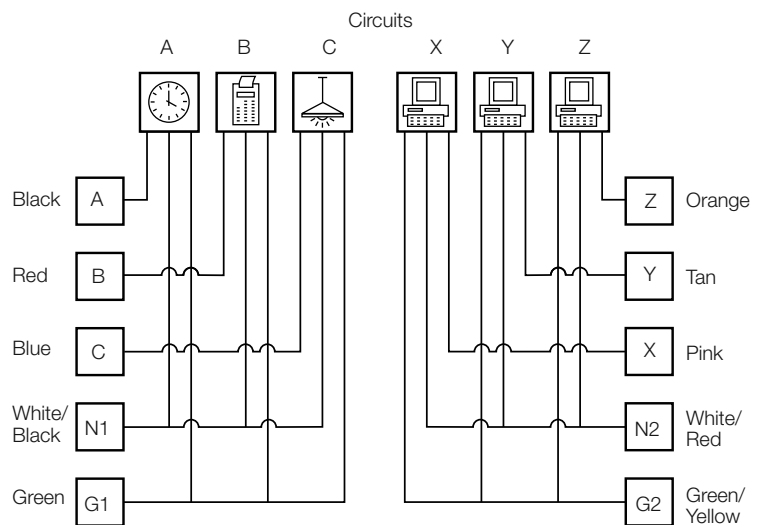 Circuits
A B C X Y Z
Black A Z Orange
Red B Y Tan
Blue C X Pink
White/
Black N1 N2 White/
Red
Green G1 G2 Green/
Yellow